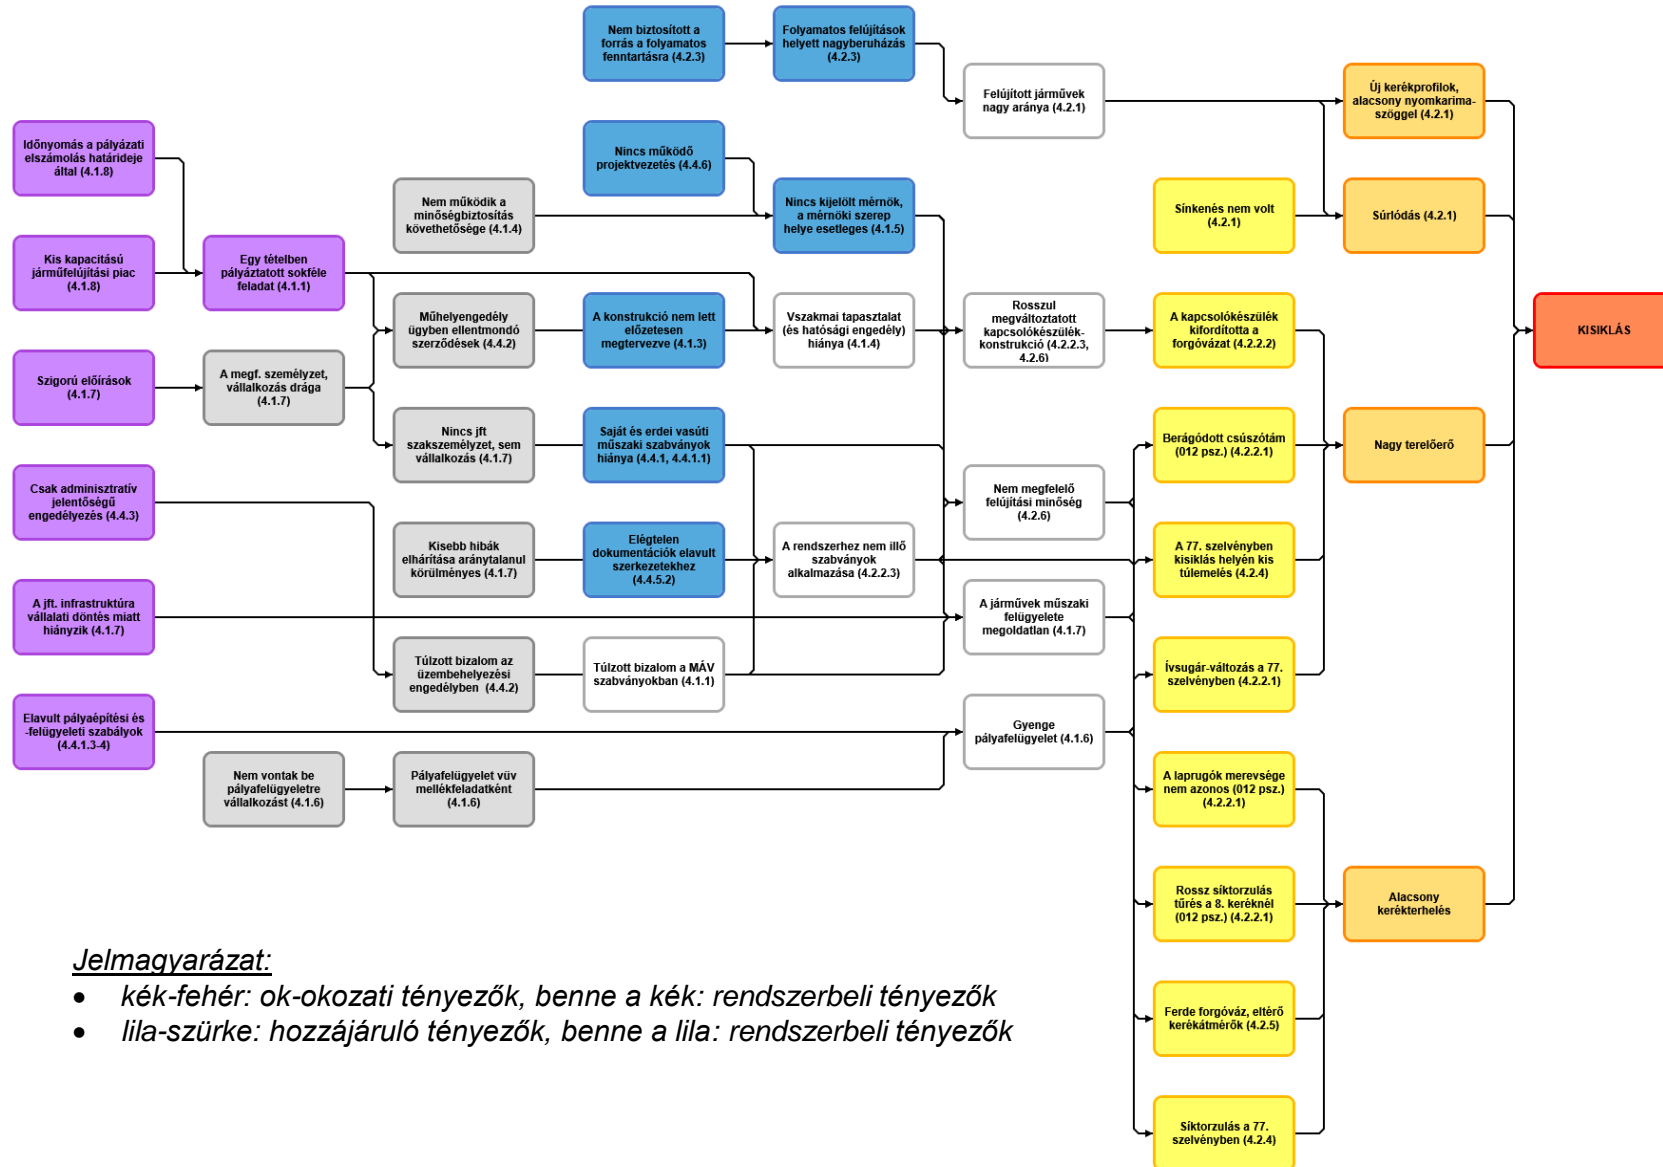 Nem biztosított a
forrás a folyamatos
fenntartásra (4.2.3)
Folyamatos felújítások
helyett nagyberuházás
(4.2.3)
Felújított járművek
nagy aránya (4.2.1)
Új kerékprofilok,
alacsony nyomkarima-
szöggel (4.2.1)
Időnyomás a pályázati
elszámolás határideje
által (4.1.8)
Nincs működő
projektvezetés (4.4.6)
Nem működik a
minőségbiztosítás
követhetősége (4.1.4)
Nincs kijelölt mérnök,
a mérnöki szerep
helye esetleges (4.1.5)
Sínkenés nem volt
(4.2.1)
Súrlódás (4.2.1)
Kis kapacitású
járműfelújítási piac
(4.1.8)
Egy tételben
pályáztatott sokféle
feladat (4.1.1)
Műhelyengedély
ügyben ellentmondó
szerződések (4.4.2)
A konstrukció nem lett
előzetesen
megtervezve (4.1.3)
Vszakmai tapasztalat
(és hatósági engedély)
hiánya (4.1.4)
Rosszul
megváltoztatott
kapcsolókészülék-
konstrukció (4.2.2.3,
4.2.6)
A kapcsolókészülék
kifordította a
forgóvázat (4.2.2.2)
KISIKLÁS
Szigorú előírások
(4.1.7)
A megf. személyzet,
vállalkozás drága
(4.1.7)
Nincs jft
szakszemélyzet, sem
vállalkozás (4.1.7)
Saját és erdei vasúti
műszaki szabványok
hiánya (4.4.1, 4.4.1.1)
Berágódott csúszótám
(012 psz.) (4.2.2.1)
Nagy terelőerő
Csak adminisztratív
jelentőségű
engedélyezés (4.4.3)
Nem megfelelő
felújítási minőség
(4.2.6)
Kisebb hibák
elhárítása aránytalanul
körülményes (4.1.7)
Elégtelen
dokumentációk elavult
szerkezetekhez
(4.4.5.2)
A rendszerhez nem illő
szabványok
alkalmazása (4.2.2.3)
A 77. szelvényben
kisiklás helyén kis
túlemelés (4.2.4)
A jft. infrastruktúra
vállalati döntés miatt
hiányzik (4.1.7)
A járművek műszaki
felügyelete
megoldatlan (4.1.7)
Túlzott bizalom az
üzembehelyezési
engedélyben (4.4.2)
Túlzott bizalom a MÁV
szabványokban (4.1.1)
Ívsugár-változás a 77.
szelvényben (4.2.2.1)
Elavult pályaépítési és
-felügyeleti szabályok
(4.4.1.3-4)
Gyenge
pályafelügyelet (4.1.6)
Nem vontak be
pályafelügyeletre
vállalkozást (4.1.6)
Pályafelügyelet vüv
mellékfeladatként
(4.1.6)
A laprugók merevsége
nem azonos (012 psz.)
(4.2.2.1)
Rossz síktorzulás
tűrés a 8. keréknél
(012 psz.) (4.2.2.1)
Alacsony
kerékterhelés
Ferde forgóváz, eltérő
kerékátmérők (4.2.5)
Síktorzulás a 77.
szelvényben (4.2.4)
Jelmagyarázat:
• kék-fehér: ok-okozati tényezők, benne a kék: rendszerbeli tényezők
• lila-szürke: hozzájáruló tényezők, benne a lila: rendszerbeli tényezők